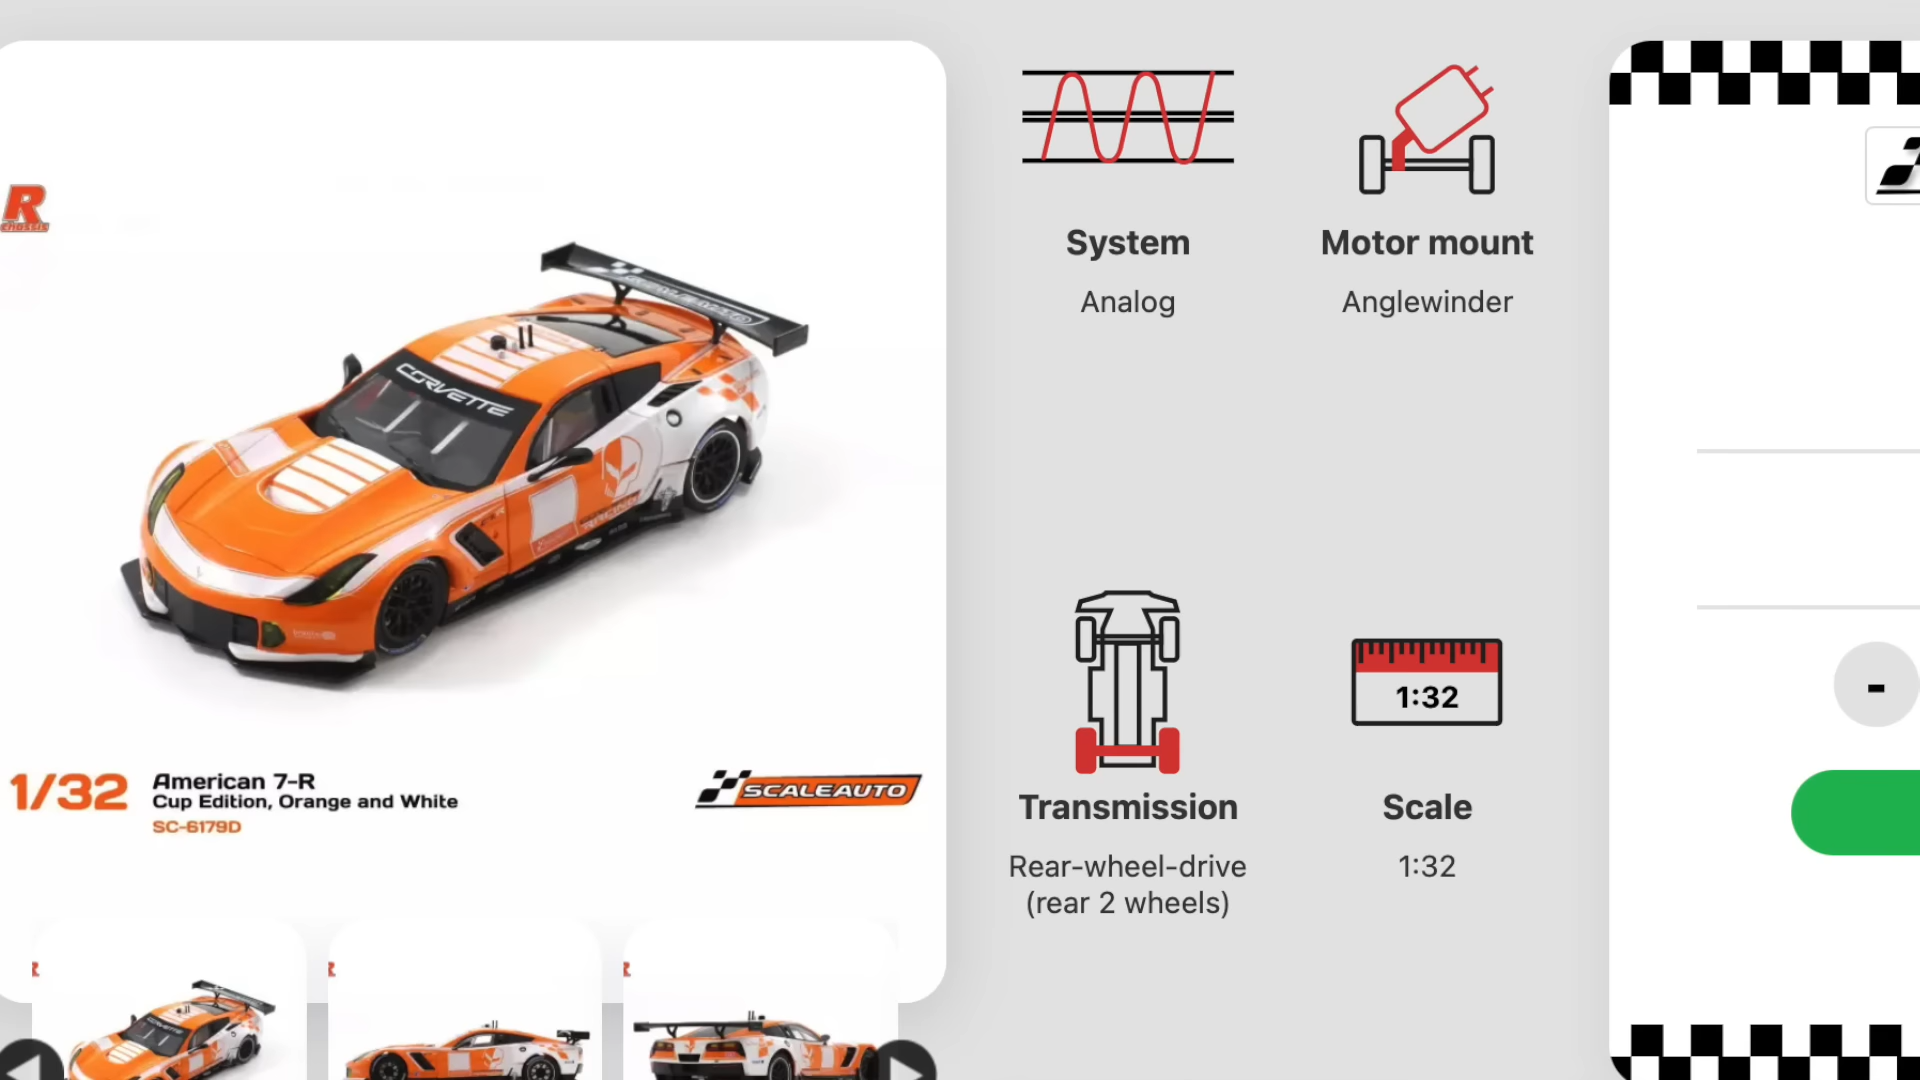 R
chassis
CORVETTE
1/32
American 7-R
Cup Edition, Orange and White
SC-6179D
SCALEAUTO
System
Analog
Motor mount
Anglewinder
Transmission
Rear-wheel-drive
(rear 2 wheels)
1:32
Scale
1:32
-